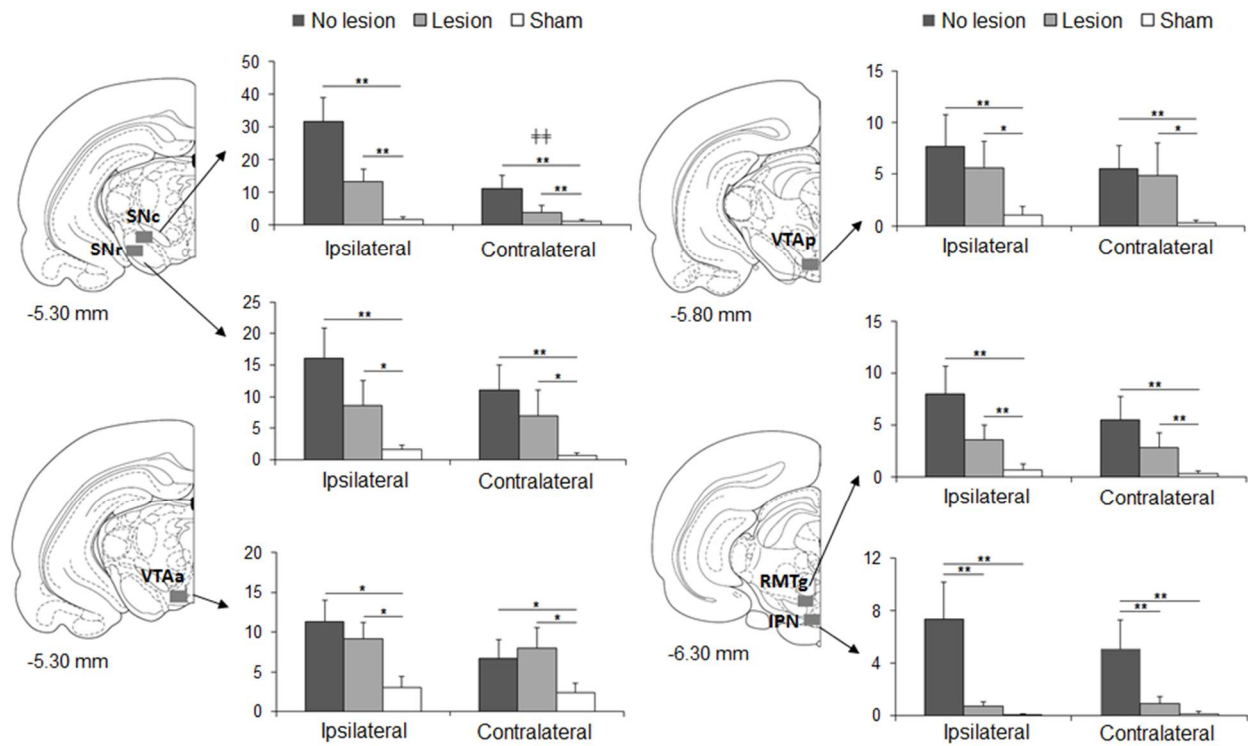 No lesion Lesion Sham
50
40
30
20
10
0
**
**
ǂǂ
**
**
Ipsilateral Contralateral
SNc
SNr
-5.30 mm
25
20
15
10
5
0
**
*
**
*
Ipsilateral Contralateral
VTAa
-5.30 mm
20
15
10
5
0
*
*
*
*
Ipsilateral Contralateral
No lesion Lesion Sham
15
10
5
0
**
*
**
*
Ipsilateral Contralateral
VTAp
-5.80 mm
15
10
5
0
**
**
**
**
Ipsilateral Contralateral
RMTg
IPN
-6.30 mm
12
8
4
0
**
**
**
**
Ipsilateral Contralateral